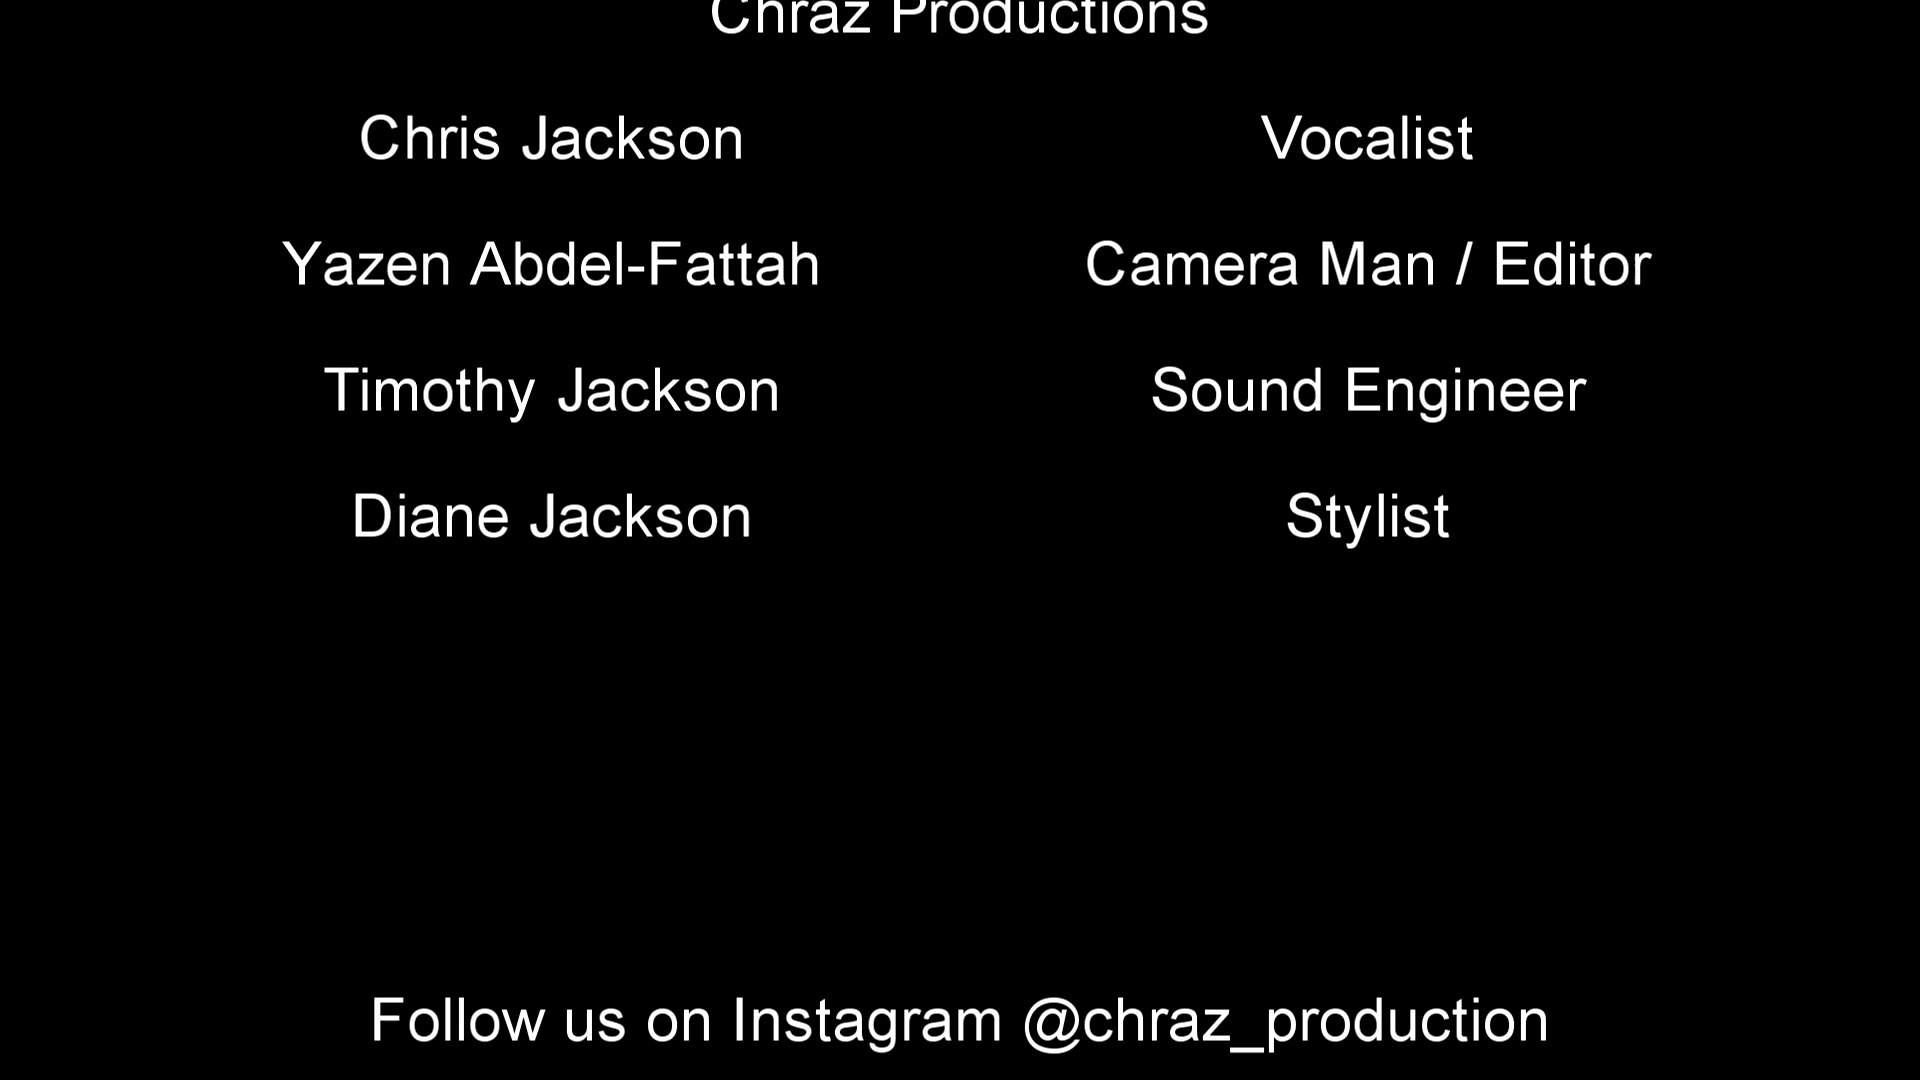 Chraz Productions
Chris Jackson Vocalist
Yazen Abdel-Fattah Camera Man / Editor
Timothy Jackson Sound Engineer
Diane Jackson Stylist
Follow us on Instagram @chraz_production